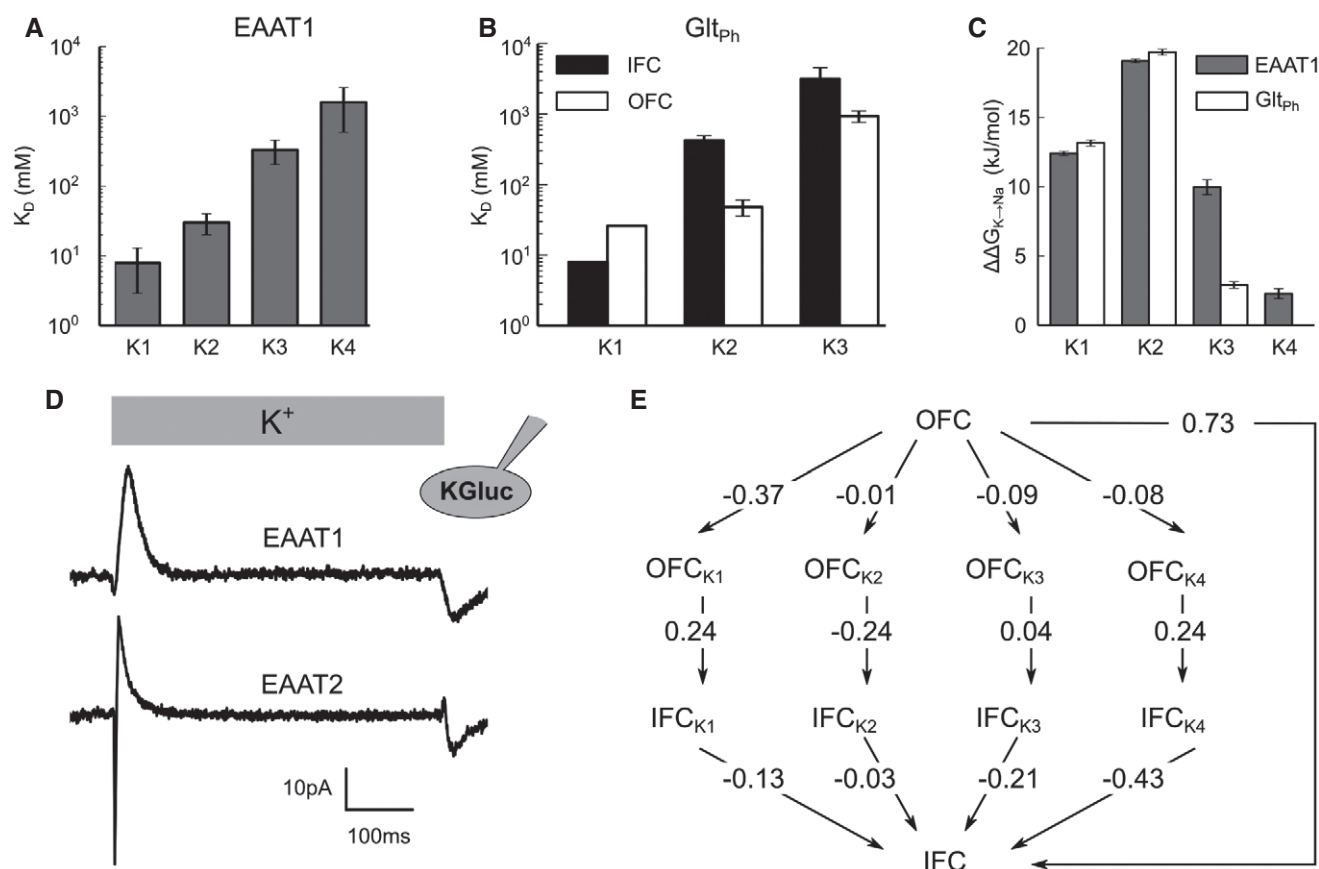 A
EAAT1
K_D (mM)
10^4
10^3
10^2
10^1
10^0
K1 K2 K3 K4
B
Glt_Ph
IFC
OFC
K_D (mM)
10^4
10^3
10^2
10^1
10^0
K1 K2 K3
C
EAAT1
Glt_Ph
ΔΔG_K→Na (kJ/mol)
20
15
10
5
0
K1 K2 K3 K4
D
K^+
KGluc
EAAT1
EAAT2
10pA
100ms
E
OFC
0.73
-0.37 -0.01 -0.09 -0.08
OFC_K1 OFC_K2 OFC_K3 OFC_K4
0.24 -0.24 0.04 0.24
IFC_K1 IFC_K2 IFC_K3 IFC_K4
-0.13 -0.03 -0.21 -0.43
IFC